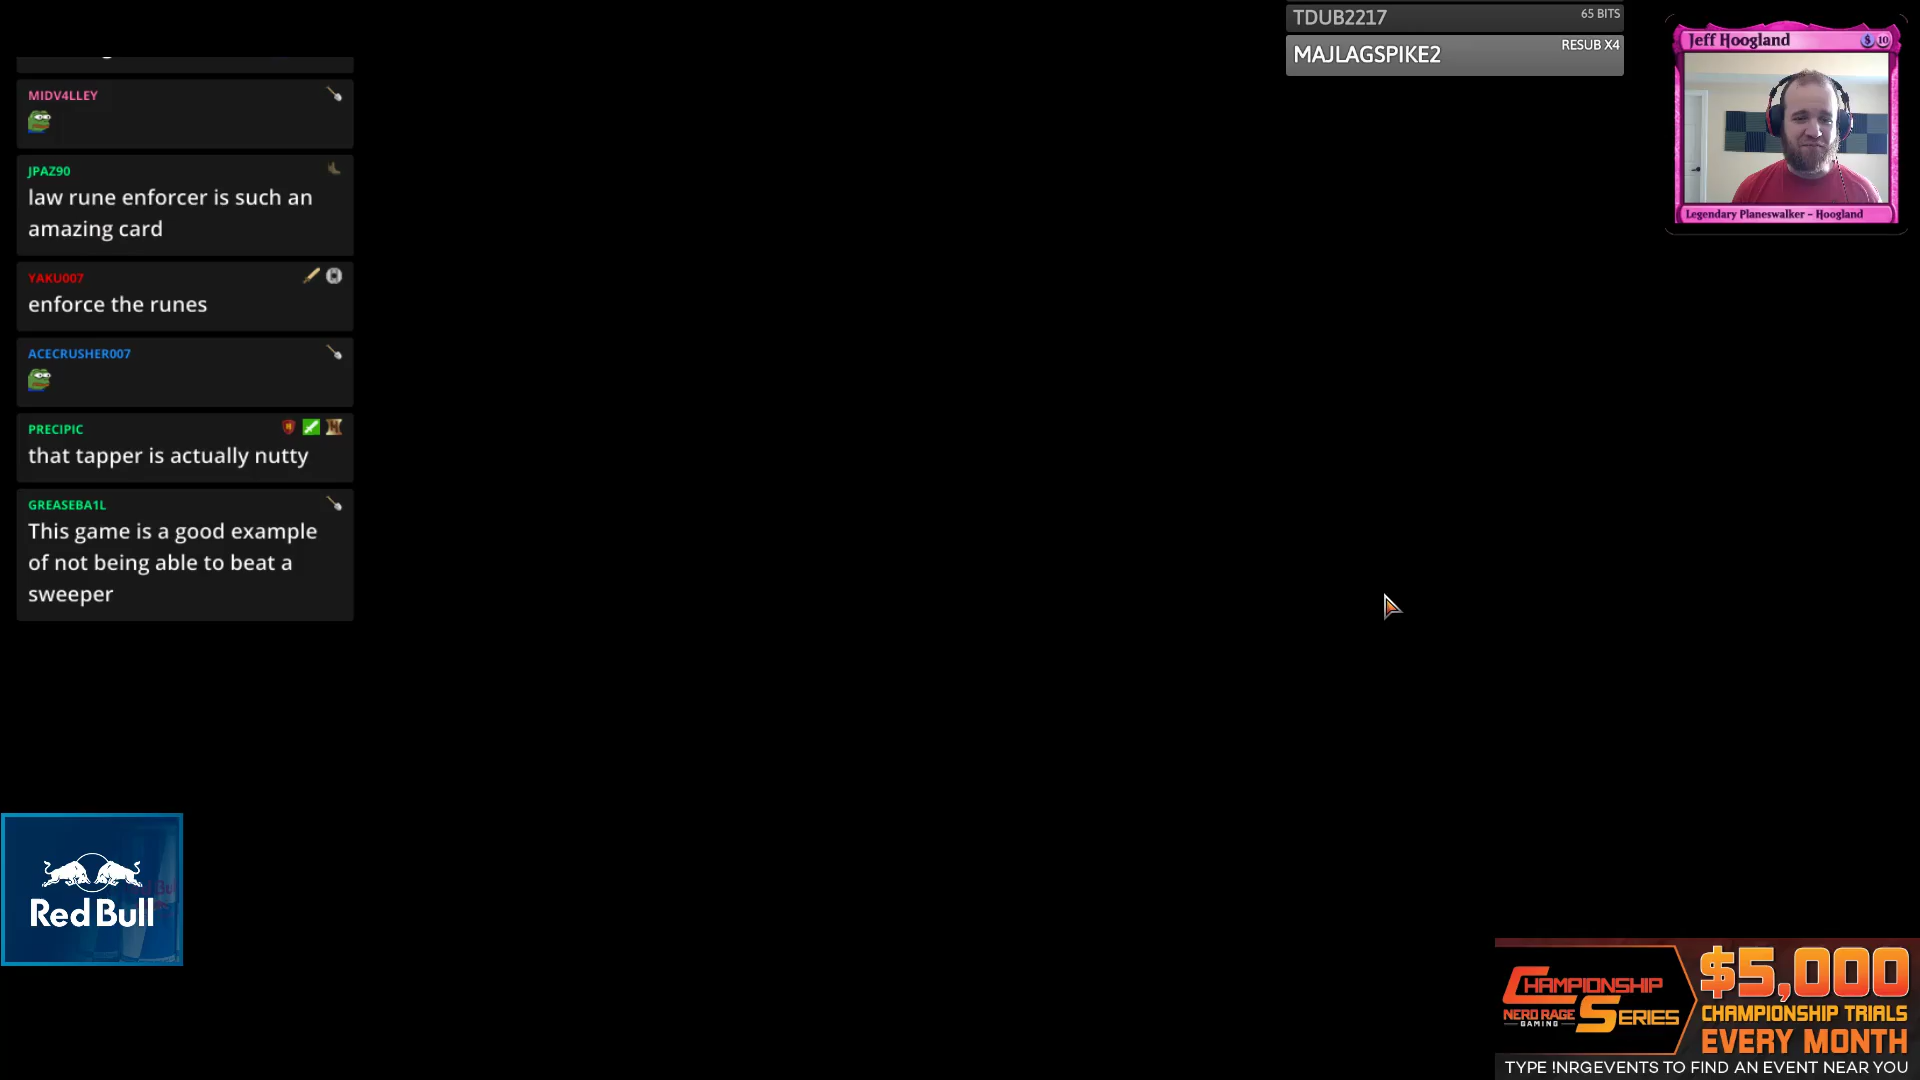 TDUB2217 65 BITS
MAJLAGSPIKE2 RESUB X4
Jeff Hoogland $ 10
Legendary Planeswalker - Hoogland
MIDV4LLEY
JPAZ90
law rune enforcer is such an
amazing card
YAKU007
enforce the runes
ACECRUSHER007
PRECIPIC
that tapper is actually nutty
GREASEBA1L
This game is a good example
of not being able to beat a
sweeper
Red Bull
CHAMPIONSHIP
NERD RAGE
GAMING
SERIES
$5,000
CHAMPIONSHIP TRIALS
EVERY MONTH
TYPE !NRGEVENTS TO FIND AN EVENT NEAR YOU